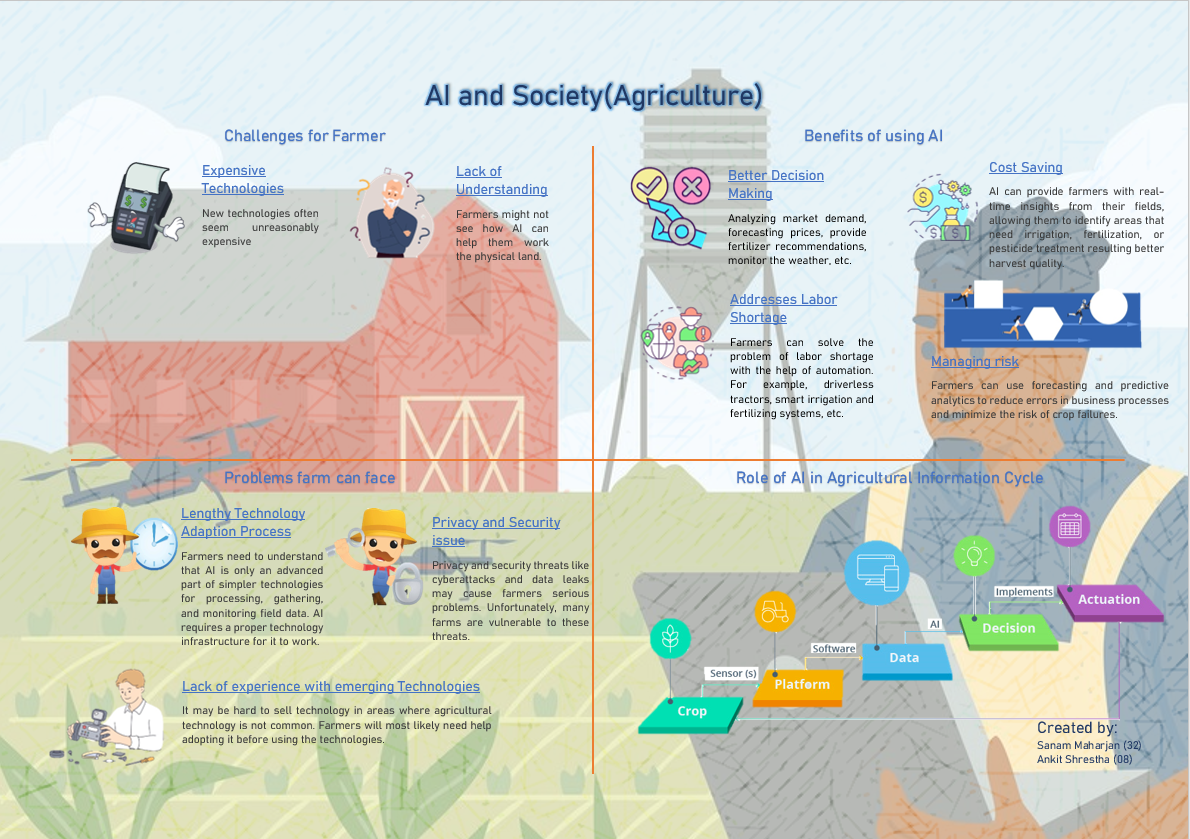 AI and Society(Agriculture)
Challenges for Farmer
Expensive
Technologies
New technologies often
seem unreasonably
expensive
Lack of
Understanding
Farmers might not
see how AI can
help them work
the physical land.
Benefits of using AI
Better Decision
Making
Analyzing market demand,
forecasting prices, provide
fertilizer recommendations,
monitor the weather, etc.
Cost Saving
AI can provide farmers with real-
time insights from their fields,
allowing them to identify areas that
need irrigation, fertilization, or
pesticide treatment resulting better
harvest quality.
Addresses Labor
Shortage
Farmers can solve the
problem of labor shortage
with the help of automation.
For example, driverless
tractors, smart irrigation and
fertilizing systems, etc.
Managing risk
Farmers can use forecasting and predictive
analytics to reduce errors in business processes
and minimize the risk of crop failures.
Problems farm can face
Lengthy Technology
Adaption Process
Farmers need to understand
that AI is only an advanced
part of simpler technologies
for processing, gathering,
and monitoring field data. AI
requires a proper technology
infrastructure for it to work.
Privacy and Security
issue
Privacy and security threats like
cyberattacks and data leaks
may cause farmers serious
problems. Unfortunately, many
farms are vulnerable to these
threats.
Lack of experience with emerging Technologies
It may be hard to sell technology in areas where agricultural
technology is not common. Farmers will most likely need help
adopting it before using the technologies.
Role of AI in Agricultural Information Cycle
Crop
Sensor (s)
Platform
Software
Data
AI
Decision
Implements
Actuation
Created by:
Sanam Maharjan (32)
Ankit Shrestha (08)